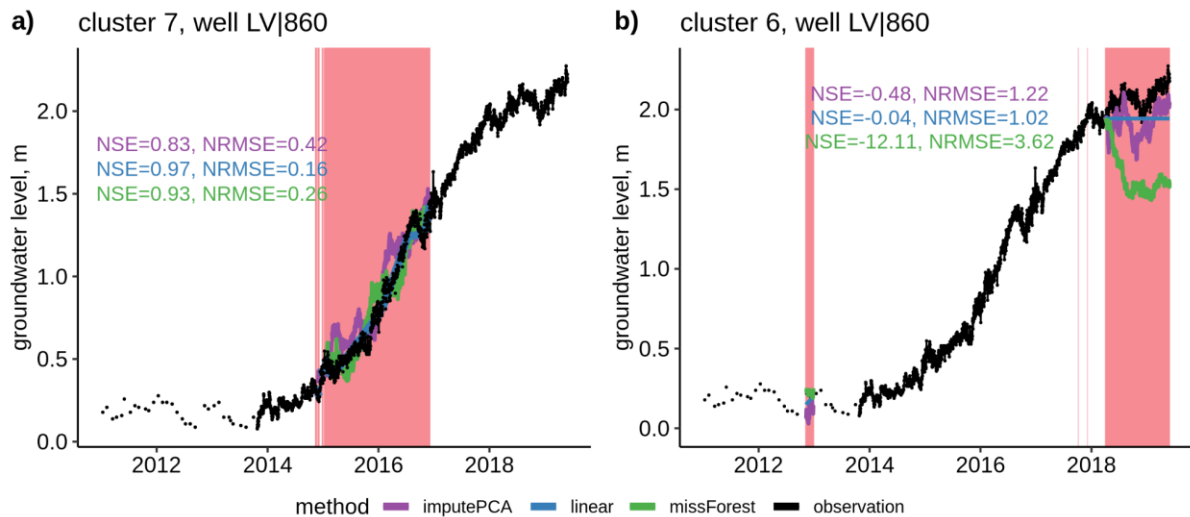 a) cluster 7, well LV|860
groundwater level, m
2.0
1.5
1.0
0.5
0.0
NSE=0.83, NRMSE=0.42
NSE=0.97, NRMSE=0.16
NSE=0.93, NRMSE=0.26
2012 2014 2016 2018
b) cluster 6, well LV|860
groundwater level, m
2.0
1.5
1.0
0.5
0.0
NSE=-0.48, NRMSE=1.22
NSE=-0.04, NRMSE=1.02
NSE=-12.11, NRMSE=3.62
2012 2014 2016 2018
method imputePCA linear missForest observation